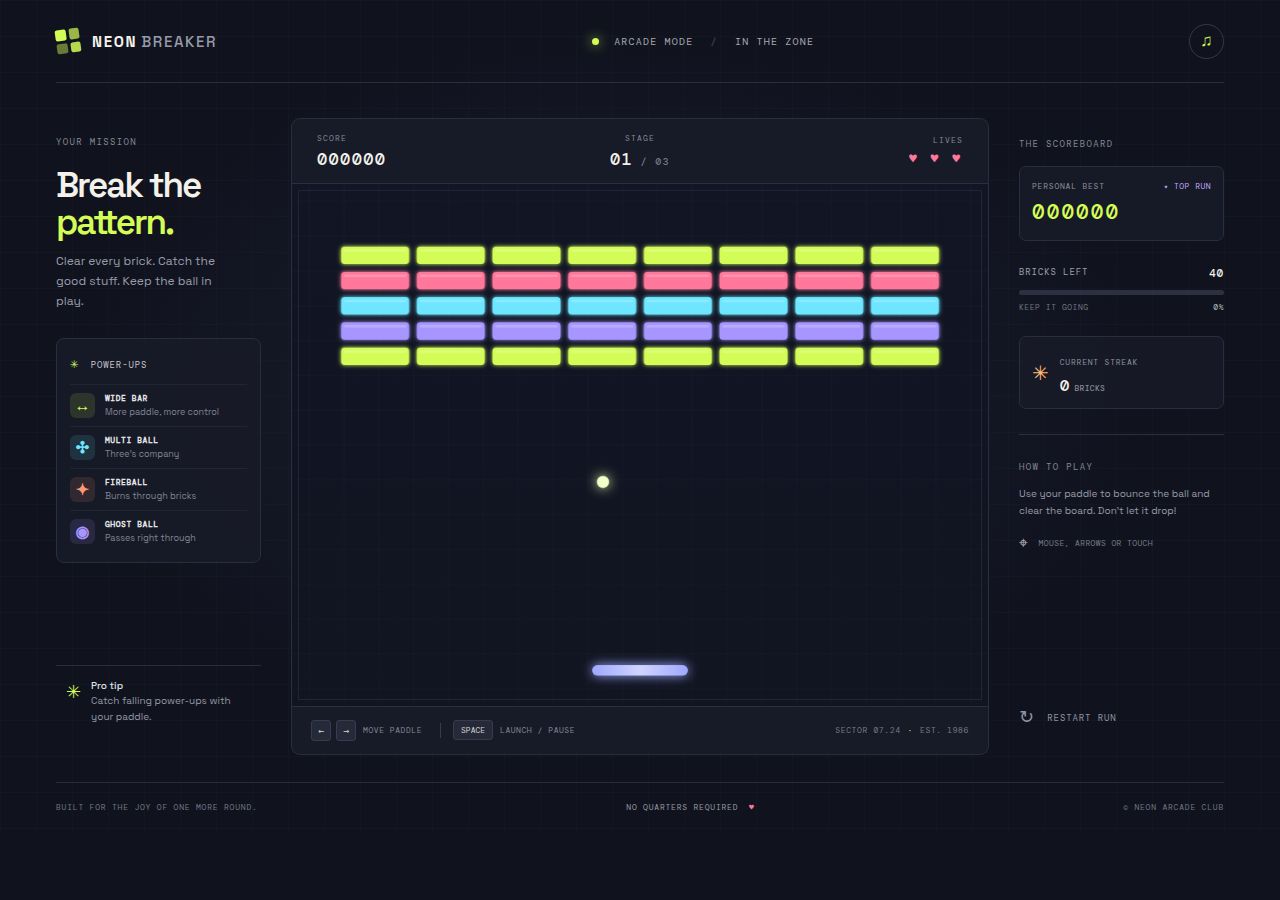 NEON BREAKER
ARCADE MODE / IN THE ZONE
YOUR MISSION
Break the
pattern.
Clear every brick. Catch the
good stuff. Keep the ball in
play.
POWER-UPS
WIDE BAR
More paddle, more control
MULTI BALL
Three's company
FIREBALL
Burns through bricks
GHOST BALL
Passes right through
Pro tip
Catch falling power-ups with
your paddle.
SCORE
000000
STAGE
01 / 03
LIVES
♥ ♥ ♥
← → MOVE PADDLE
SPACE LAUNCH / PAUSE
SECTOR 07.24 · EST. 1986
THE SCOREBOARD
PERSONAL BEST
✦ TOP RUN
000000
BRICKS LEFT 40
KEEP IT GOING 0%
CURRENT STREAK
0 BRICKS
HOW TO PLAY
Use your paddle to bounce the ball and
clear the board. Don't let it drop!
MOUSE, ARROWS OR TOUCH
↻ RESTART RUN
BUILT FOR THE JOY OF ONE MORE ROUND.
NO QUARTERS REQUIRED ♥
© NEON ARCADE CLUB